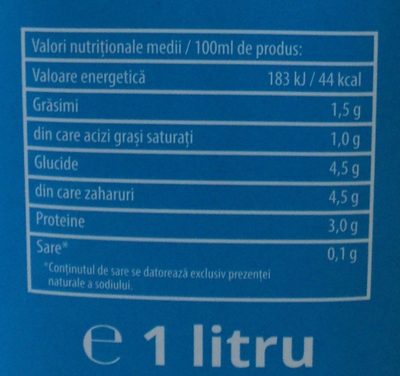 Valori nutriționale medii / 100ml de produs:
Valoare energetică 183 kJ / 44 kcal
Grăsimi 1,5 g
din care acizi grași saturați 1,0 g
Glucide 4,5 g
din care zaharuri 4,5 g
Proteine 3,0 g
Sare* 0,1 g
*Conținutul de sare se datorează exclusiv prezenței
naturale a sodiului.
℮ 1 litru